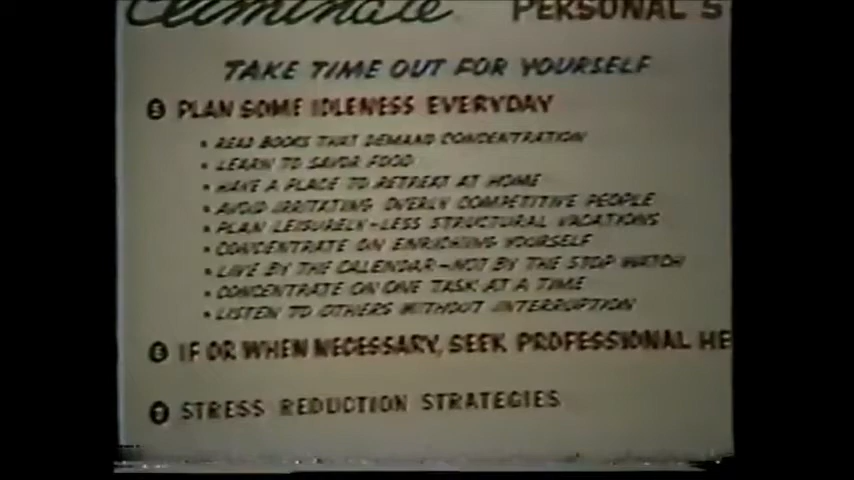 Eliminate PERSONAL S
TAKE TIME OUT FOR YOURSELF
5 PLAN SOME IDLENESS EVERYDAY
• READ BOOKS THAT DEMAND CONCENTRATION
• LEARN TO SAVOR FOOD
• HAVE A PLACE TO RETREAT AT HOME
• AVOID IRRITATING OVERLY COMPETITIVE PEOPLE
• PLAN LEISURELY-LESS STRUCTURAL VACATIONS
• CONCENTRATE ON ENRICHING YOURSELF
• LIVE BY THE CALENDAR-NOT BY THE STOP WATCH
• CONCENTRATE ON ONE TASK AT A TIME
• LISTEN TO OTHERS WITHOUT INTERRUPTION
6 IF OR WHEN NECESSARY, SEEK PROFESSIONAL HE
7 STRESS REDUCTION STRATEGIES